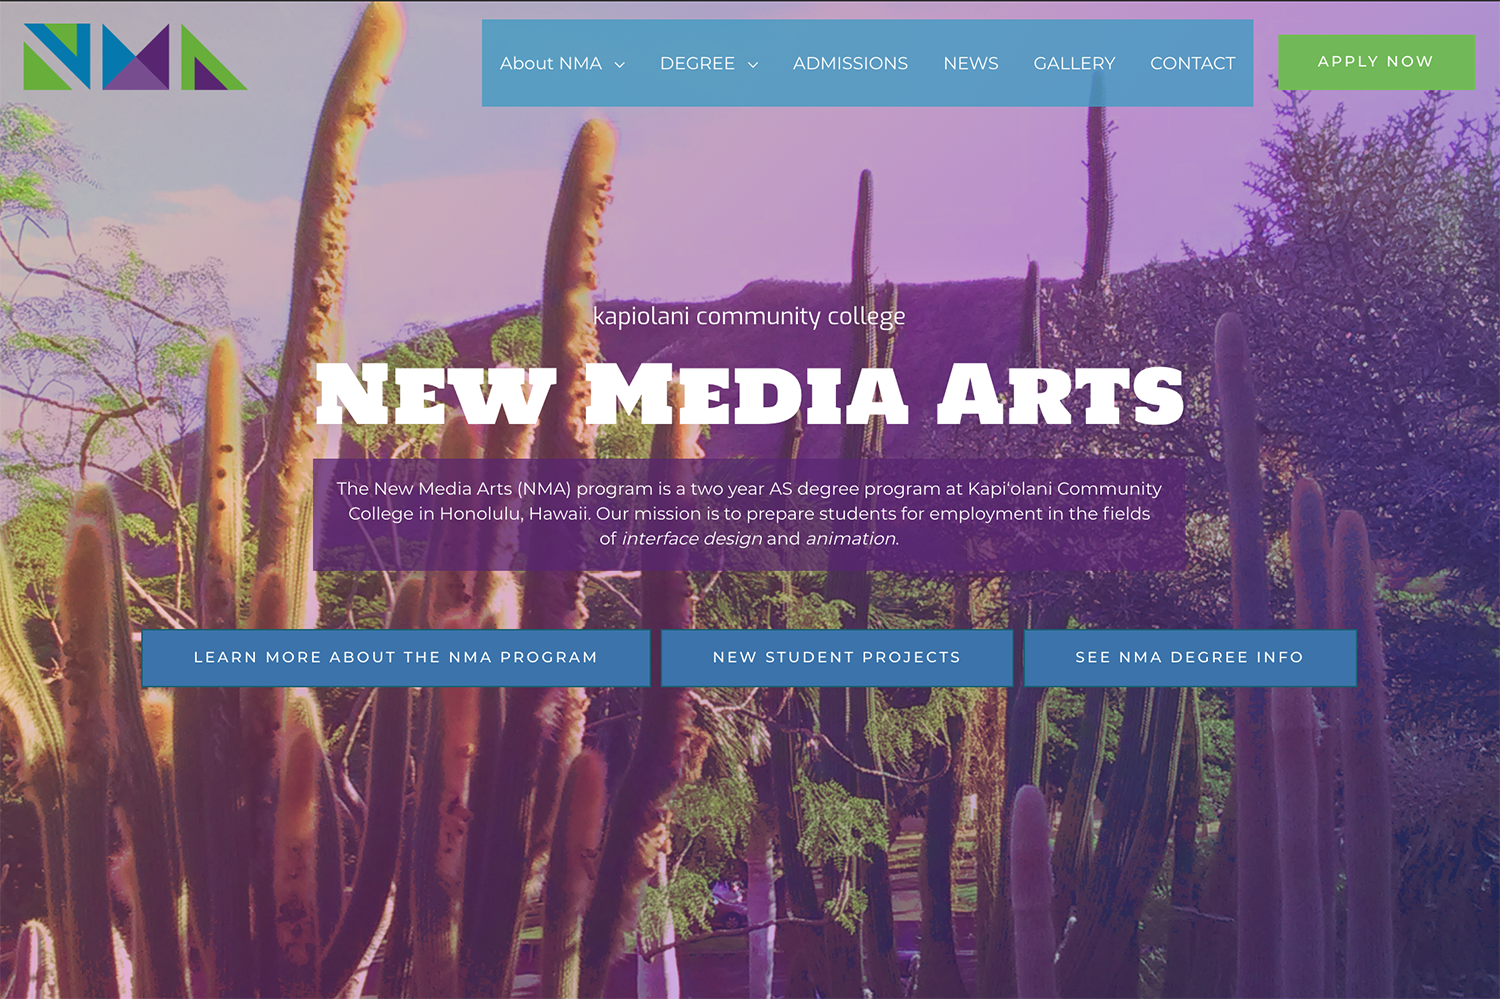 NMA
About NMA
DEGREE
ADMISSIONS
NEWS
GALLERY
CONTACT
APPLY NOW
kapiolani community college
New Media Arts
The New Media Arts (NMA) program is a two year AS degree program at Kapiʻolani Community
College in Honolulu, Hawaii. Our mission is to prepare students for employment in the fields
of interface design and animation.
LEARN MORE ABOUT THE NMA PROGRAM
NEW STUDENT PROJECTS
SEE NMA DEGREE INFO